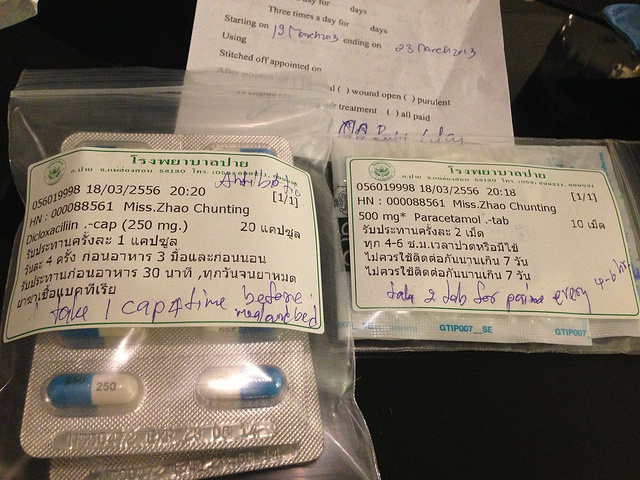 days
Three times a day for days
Starting on 19 March 2013 ending on 23 March 2013
Using
Stitched off appointed on
( ) wound open ( ) purulent
treatment ( ) all paid
โรงพยาบาลปาย
Antibiotic
056019998 18/03/2556 20:20 [1/1]
HN : 000088561 Miss.Zhao Chunting
Dicloxacillin .-cap (250 mg.) 20 แคปซูล
รับประทานครั้งละ 1 แคปซูล
วันละ 4 ครั้ง ก่อนอาหาร 3 มื้อและก่อนนอน
รับประทานก่อนอาหาร 30 นาที ,ทุกวันจนยาหมด
ยาฆ่าเชื้อแบคทีเรีย
Take 1 cap 4 time before
meal and bed
250 250
โรงพยาบาลปาย
056019998 18/03/2556 20:18 [1/1]
HN : 000088561 Miss.Zhao Chunting
500 mg* Paracetamol .-tab 10 เม็ด
รับประทานครั้งละ 2 เม็ด
ทุก 4-6 ช.ม.เวลาปวดหรือมีไข้
ไม่ควรใช้ติดต่อกันนานเกิน 7 วัน
ไม่ควรใช้ติดต่อกันนานเกิน 7 วัน
take 2 tab for paine every 4-6 hr
GTIP007_SE GTIP007